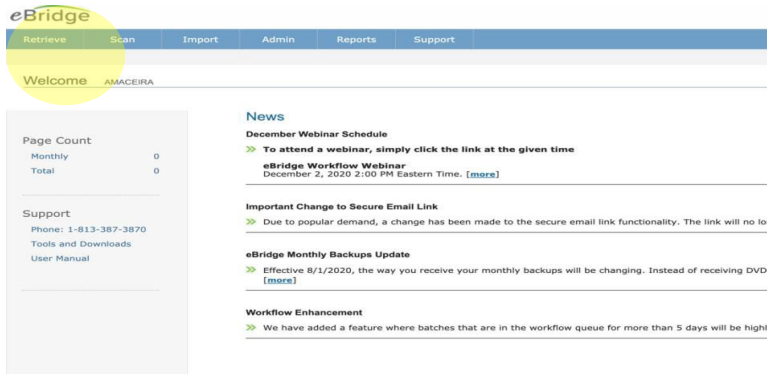 eBridge
Retrieve Scan Import Admin Reports Support
Welcome AMACEIRA
Page Count
Monthly 0
Total 0
Support
Phone: 1-813-387-3870
Tools and Downloads
User Manual
News
December Webinar Schedule
To attend a webinar, simply click the link at the given time
eBridge Workflow Webinar
December 2, 2020 2:00 PM Eastern Time. [more]
Important Change to Secure Email Link
Due to popular demand, a change has been made to the secure email link functionality. The link will no lo
eBridge Monthly Backups Update
Effective 8/1/2020, the way you receive your monthly backups will be changing. Instead of receiving DVD
[more]
Workflow Enhancement
We have added a feature where batches that are in the workflow queue for more than 5 days will be highl